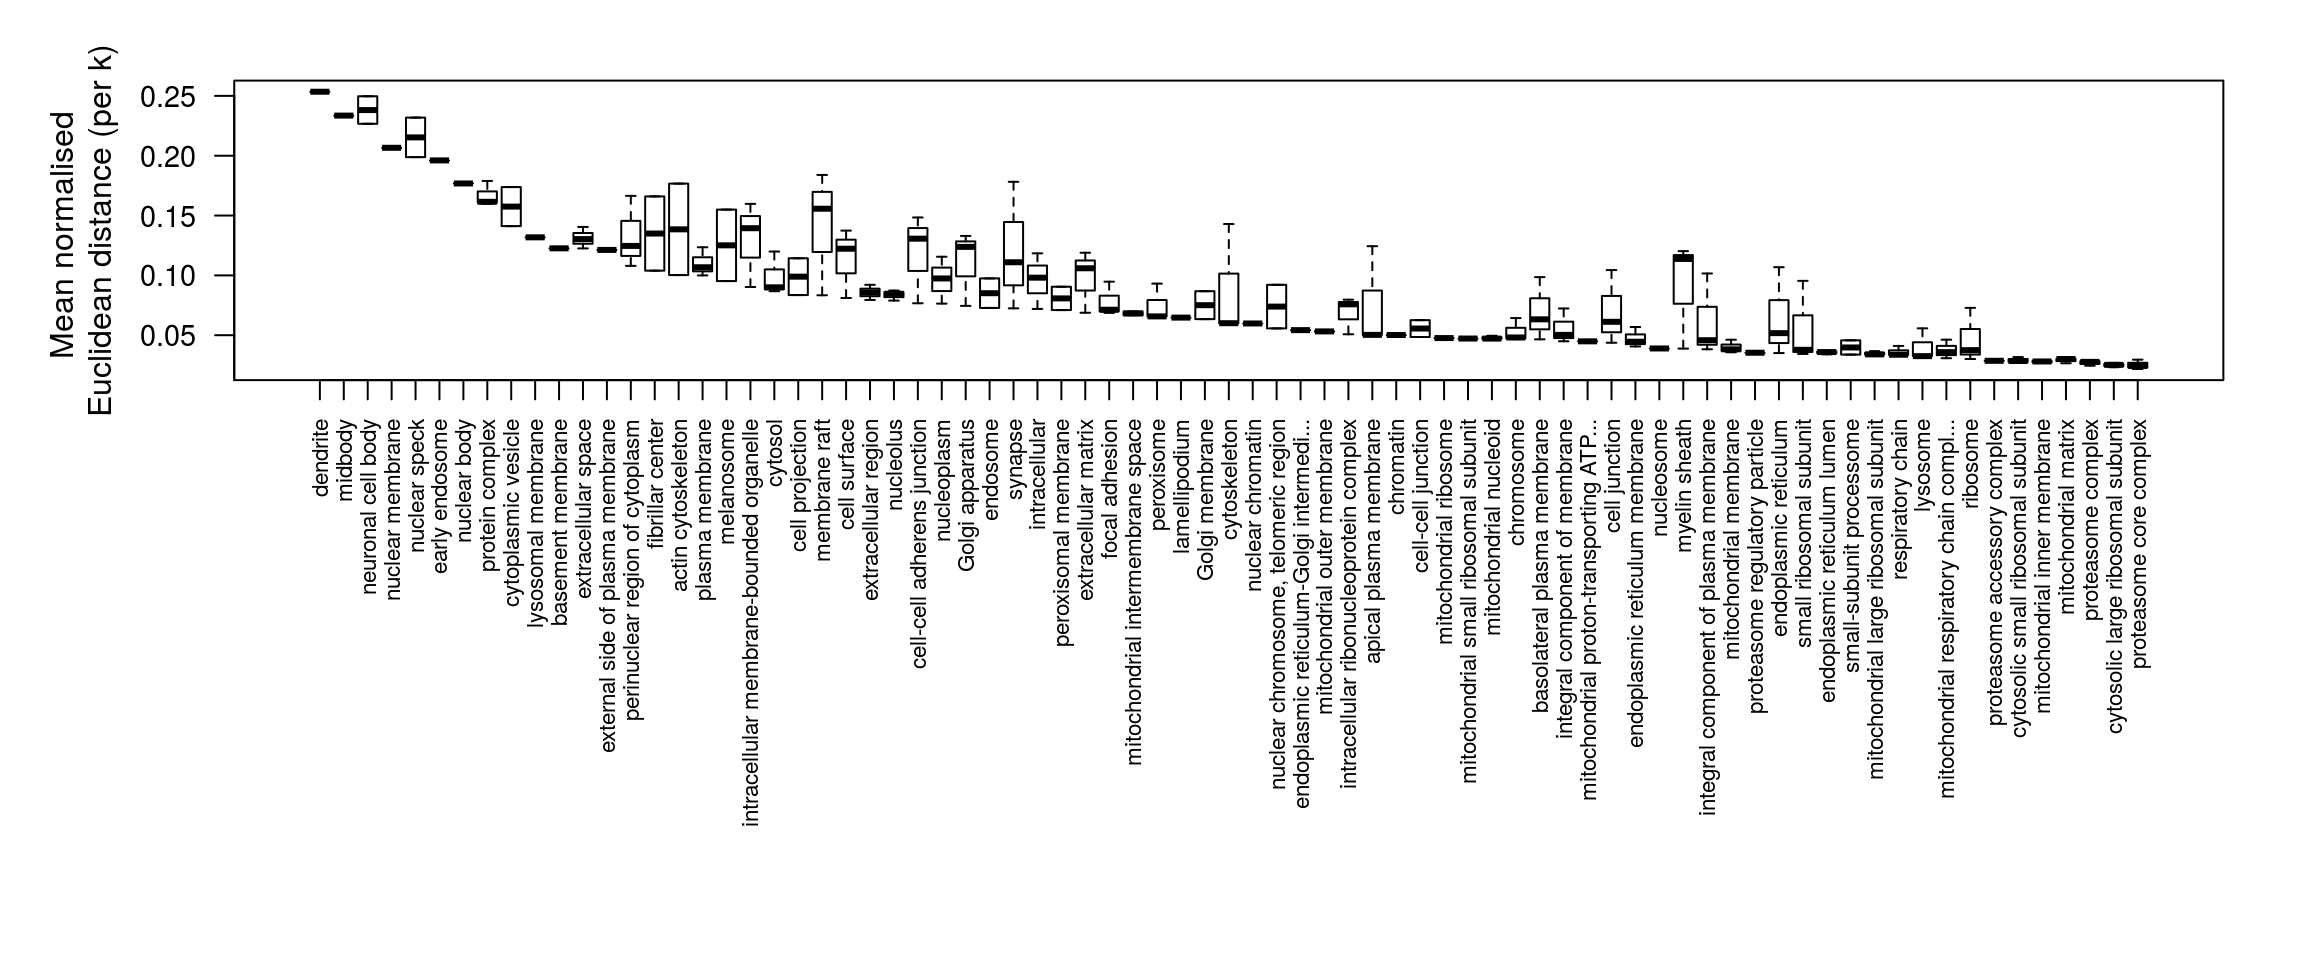 Mean normalised
Euclidean distance (per k)
0.25
0.20
0.15
0.10
0.05
dendrite
midbody
neuronal cell body
nuclear membrane
nuclear speck
early endosome
nuclear body
protein complex
cytoplasmic vesicle
lysosomal membrane
basement membrane
extracellular space
external side of plasma membrane
perinuclear region of cytoplasm
fibrillar center
actin cytoskeleton
plasma membrane
melanosome
intracellular membrane-bounded organelle
cytosol
cell projection
membrane raft
cell surface
extracellular region
nucleolus
cell-cell adherens junction
nucleoplasm
Golgi apparatus
endosome
synapse
intracellular
peroxisomal membrane
extracellular matrix
focal adhesion
mitochondrial intermembrane space
peroxisome
lamellipodium
Golgi membrane
cytoskeleton
nuclear chromatin
nuclear chromosome, telomeric region
endoplasmic reticulum-Golgi intermedi...
mitochondrial outer membrane
intracellular ribonucleoprotein complex
apical plasma membrane
chromatin
cell-cell junction
mitochondrial ribosome
mitochondrial small ribosomal subunit
mitochondrial nucleoid
chromosome
basolateral plasma membrane
integral component of membrane
mitochondrial proton-transporting ATP...
cell junction
endoplasmic reticulum membrane
nucleosome
myelin sheath
integral component of plasma membrane
mitochondrial membrane
proteasome regulatory particle
endoplasmic reticulum
small ribosomal subunit
endoplasmic reticulum lumen
small-subunit processome
mitochondrial large ribosomal subunit
respiratory chain
lysosome
mitochondrial respiratory chain compl...
ribosome
proteasome accessory complex
cytosolic small ribosomal subunit
mitochondrial inner membrane
mitochondrial matrix
proteasome complex
cytosolic large ribosomal subunit
proteasome core complex